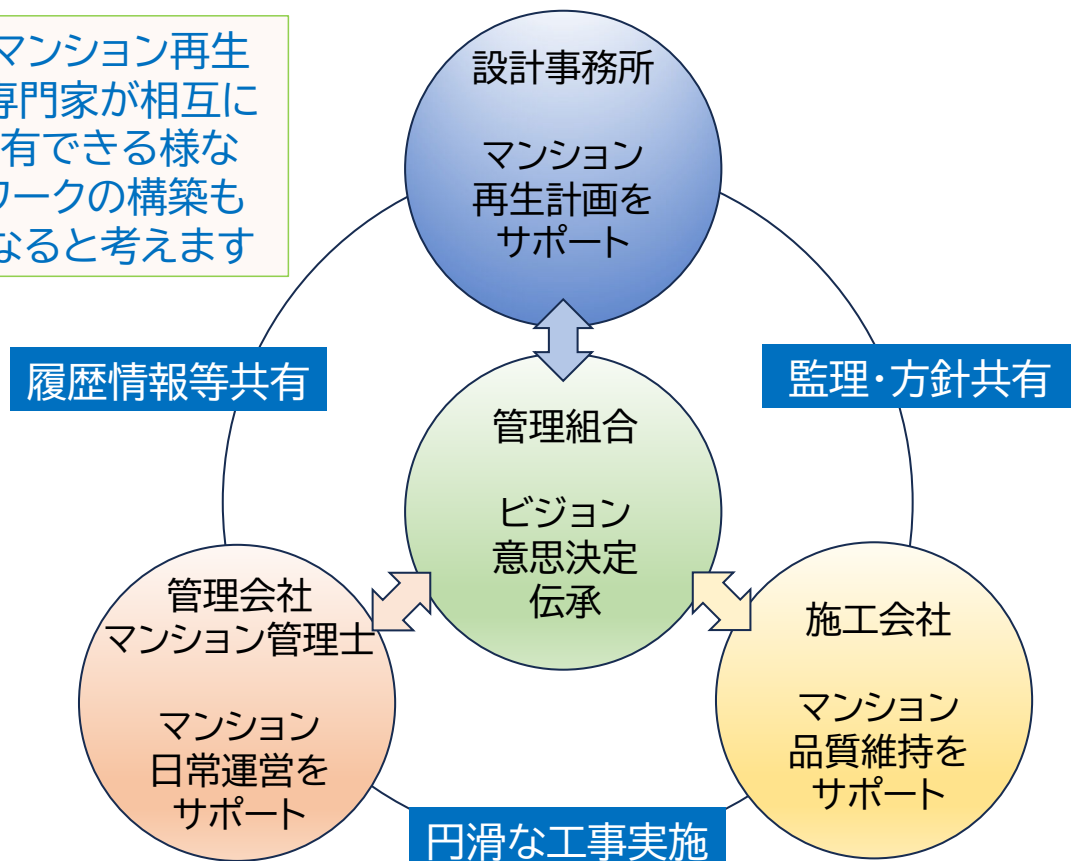 マンション再生
専門家が相互に
有できる様な
ワークの構築も
なると考えます
設計事務所
マンション
再生計画を
サポート
履歴情報等共有
監理・方針共有
管理組合
ビジョン
意思決定
伝承
管理会社
マンション管理士
マンション
日常運営を
サポート
施工会社
マンション
品質維持を
サポート
円滑な工事実施